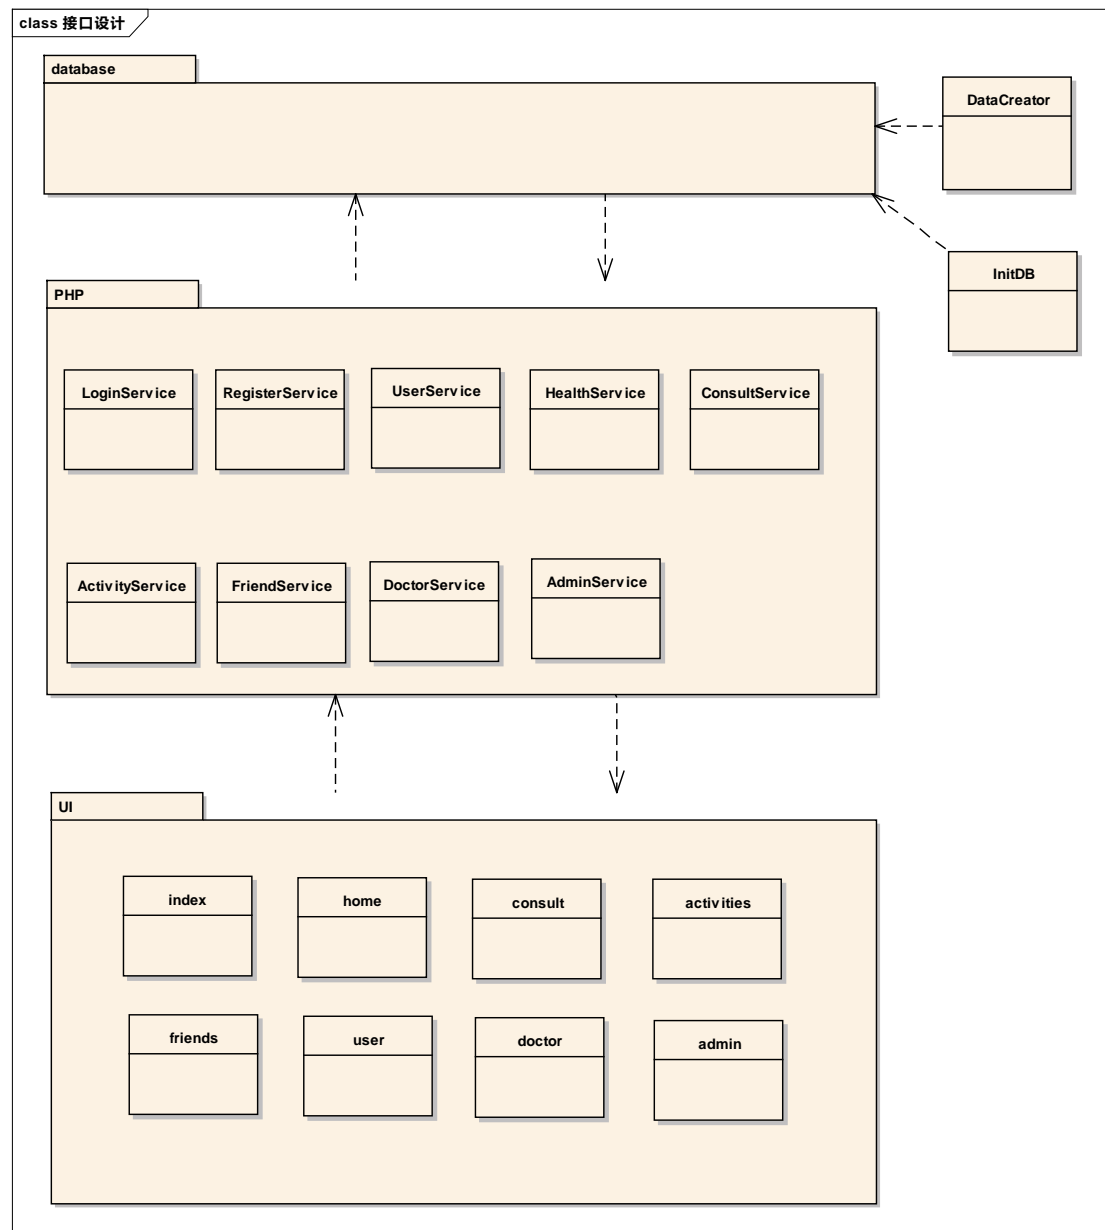 class 接口设计
database
DataCreator
InitDB
PHP
LoginService
RegisterService
UserService
HealthService
ConsultService
ActivityService
FriendService
DoctorService
AdminService
UI
index
home
consult
activities
friends
user
doctor
admin